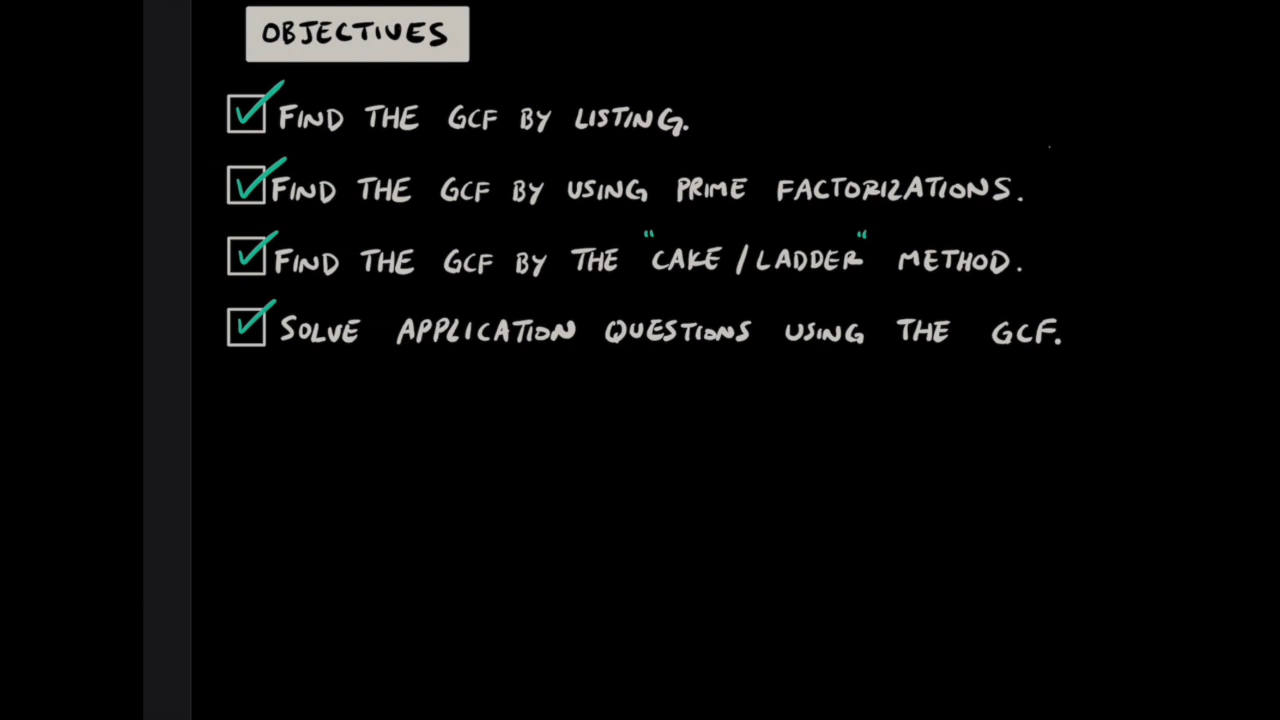 OBJECTIVES
FIND THE GCF BY LISTING.
FIND THE GCF BY USING PRIME FACTORIZATIONS.
FIND THE GCF BY THE "CAKE/LADDER" METHOD.
SOLVE APPLICATION QUESTIONS USING THE GCF.